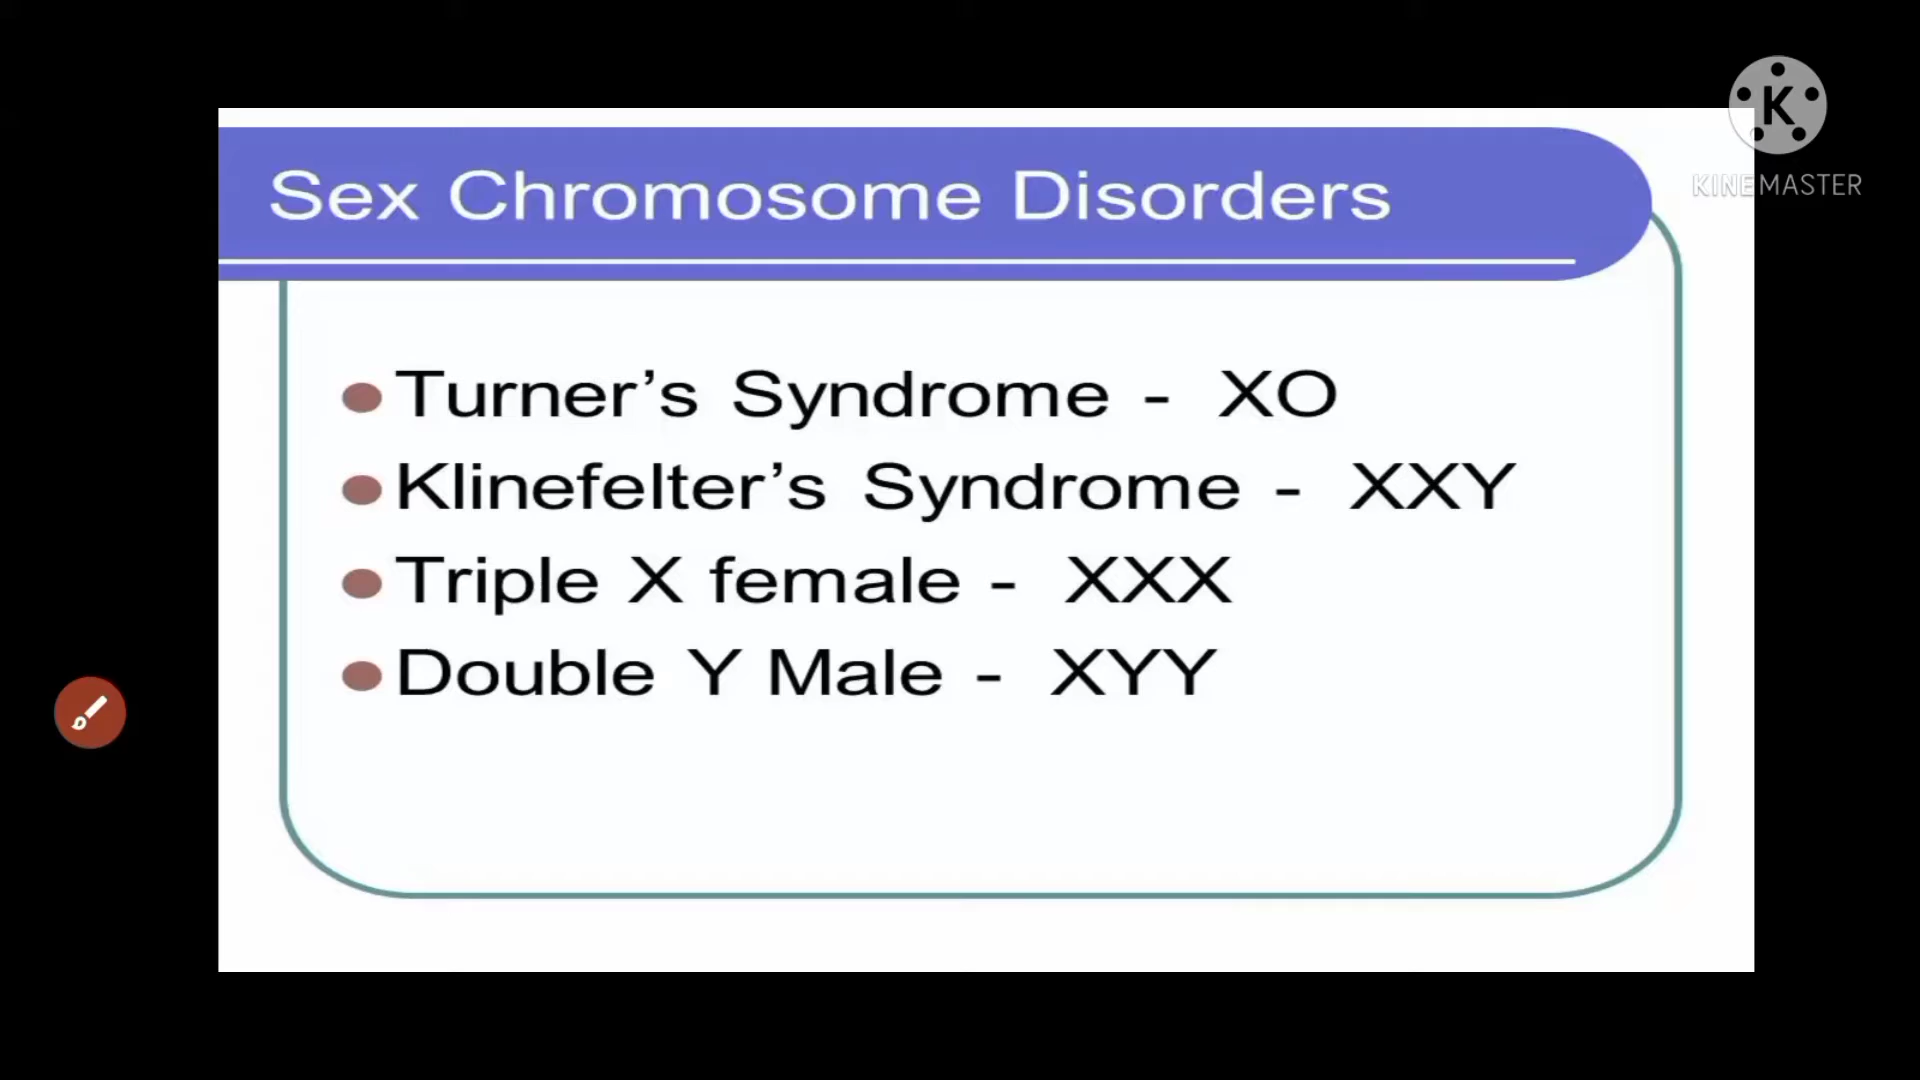 K
KINEMASTER
Sex Chromosome Disorders
Turner’s Syndrome - XO
Klinefelter’s Syndrome - XXY
Triple X female - XXX
Double Y Male - XYY